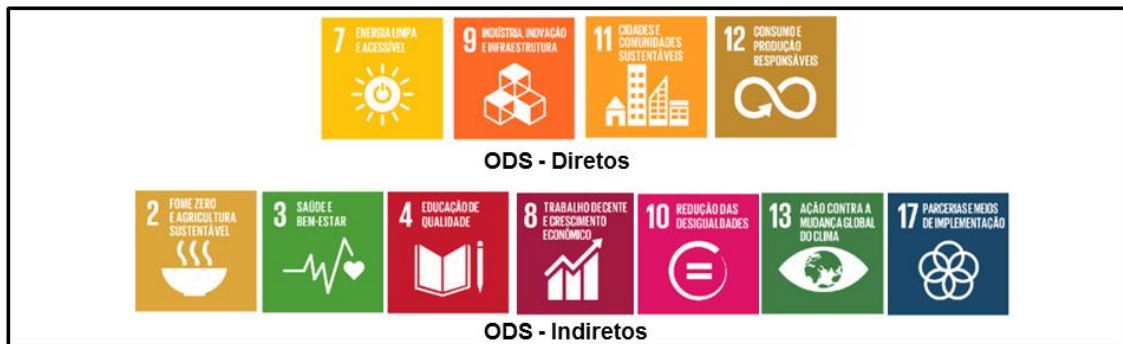 7 ENERGIA LIMPA
E ACESSÍVEL
9 INDÚSTRIA, INOVAÇÃO
E INFRAESTRUTURA
11 CIDADES E
COMUNIDADES
SUSTENTÁVEIS
12 CONSUMO E
PRODUÇÃO
RESPONSÁVEIS
ODS - Diretos
2 FOME ZERO
E AGRICULTURA
SUSTENTÁVEL
3 SAÚDE E
BEM-ESTAR
4 EDUCAÇÃO DE
QUALIDADE
8 TRABALHO DECENTE
E CRESCIMENTO
ECONÔMICO
10 REDUÇÃO DAS
DESIGUALDADES
13 AÇÃO CONTRA A
MUDANÇA GLOBAL
DO CLIMA
17 PARCERIAS E MEIOS
DE IMPLEMENTAÇÃO
ODS - Indiretos